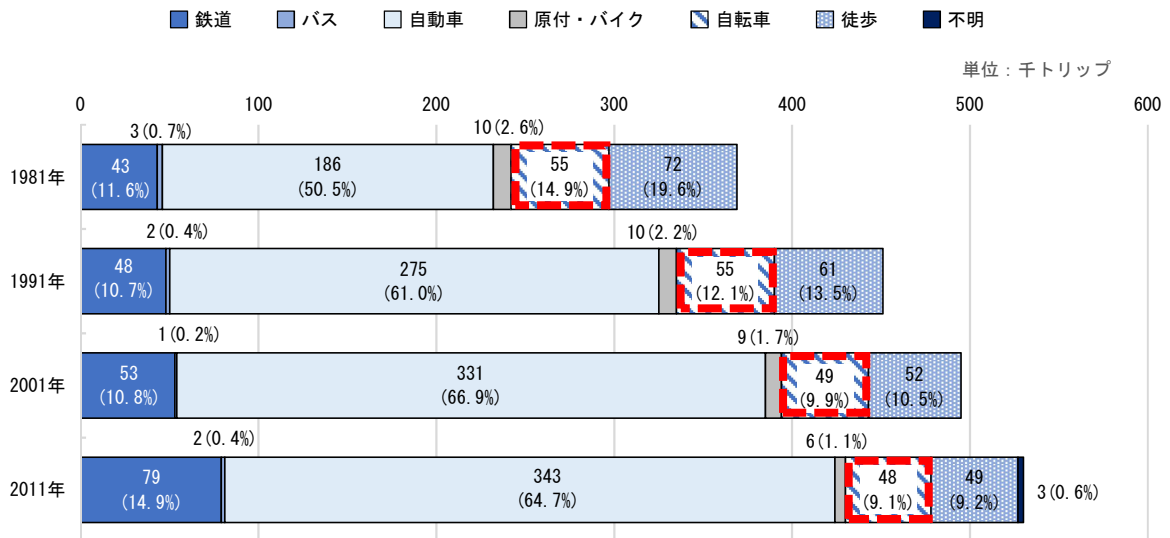 鉄道 バス 自動車 原付・バイク 自転車 徒歩 不明
単位：千トリップ
0 100 200 300 400 500 600
3(0.7%) 10(2.6%)
1981年 43 186 55 72
(11.6%) (50.5%) (14.9%) (19.6%)
2(0.4%) 10(2.2%)
1991年 48 275 55 61
(10.7%) (61.0%) (12.1%) (13.5%)
1(0.2%) 9(1.7%)
2001年 53 331 49 52
(10.8%) (66.9%) (9.9%) (10.5%)
2(0.4%) 6(1.1%)
2011年 79 343 48 49 3(0.6%)
(14.9%) (64.7%) (9.1%) (9.2%)